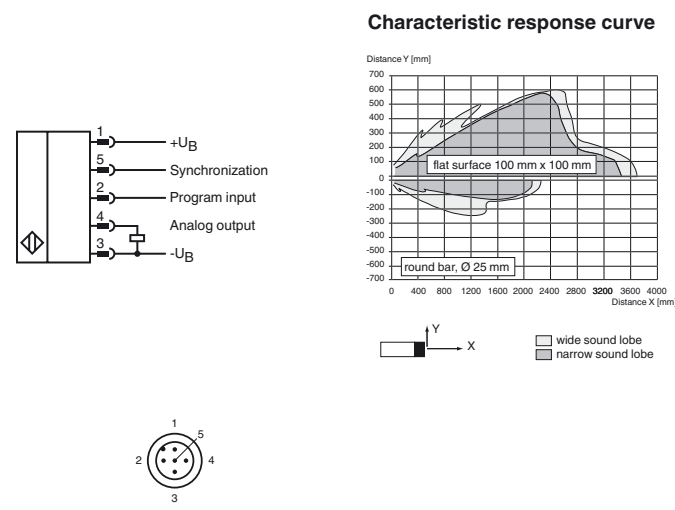 Characteristic response curve
Distance Y [mm]
700
600
500
400
300
200
100
0
-100
-200
-300
-400
-500
-600
-700
flat surface 100 mm x 100 mm
round bar, Ø 25 mm
0 400 800 1200 1600 2000 2400 2800 3200 3600 4000
Distance X [mm]
Y
X
wide sound lobe
narrow sound lobe
1
+UB
5
Synchronization
2
Program input
4
Analog output
3
-UB
1
5
2
4
3